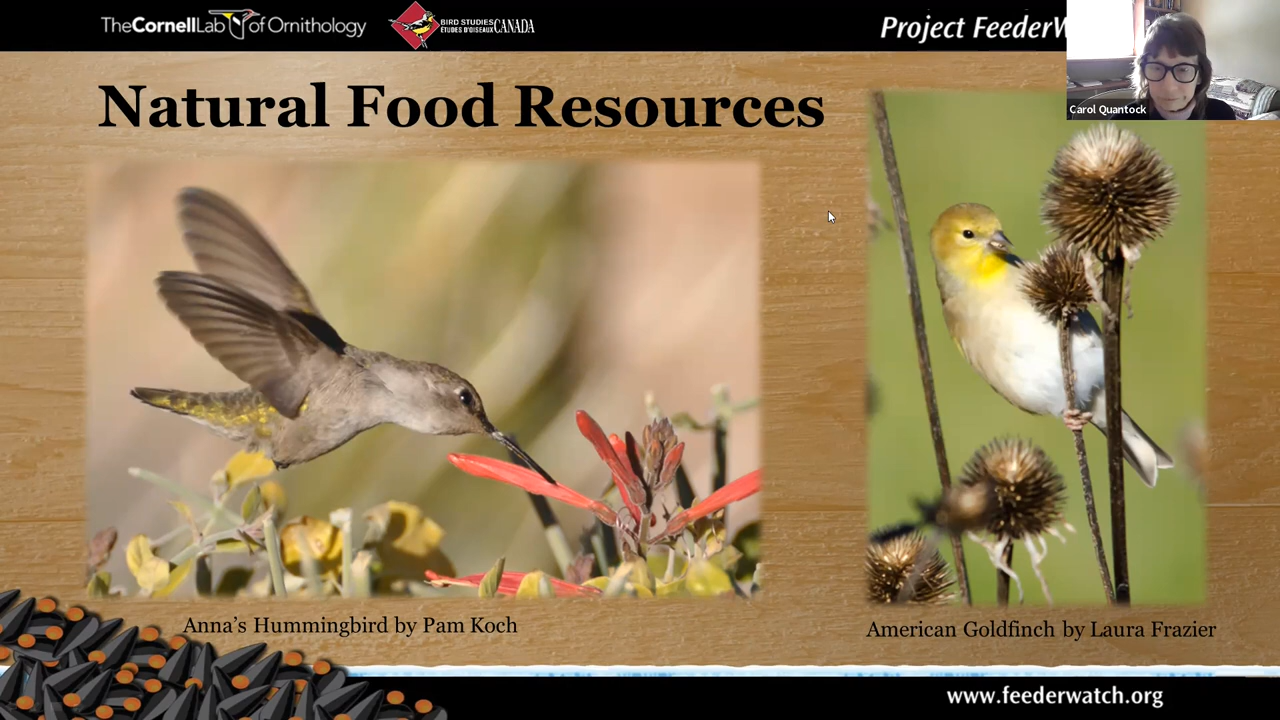 TheCornellLab of Ornithology
BIRD STUDIES
ÉTUDES D'OISEAUX CANADA
Project FeederW
Carol Quantock
Natural Food Resources
Anna's Hummingbird by Pam Koch
American Goldfinch by Laura Frazier
www.feederwatch.org